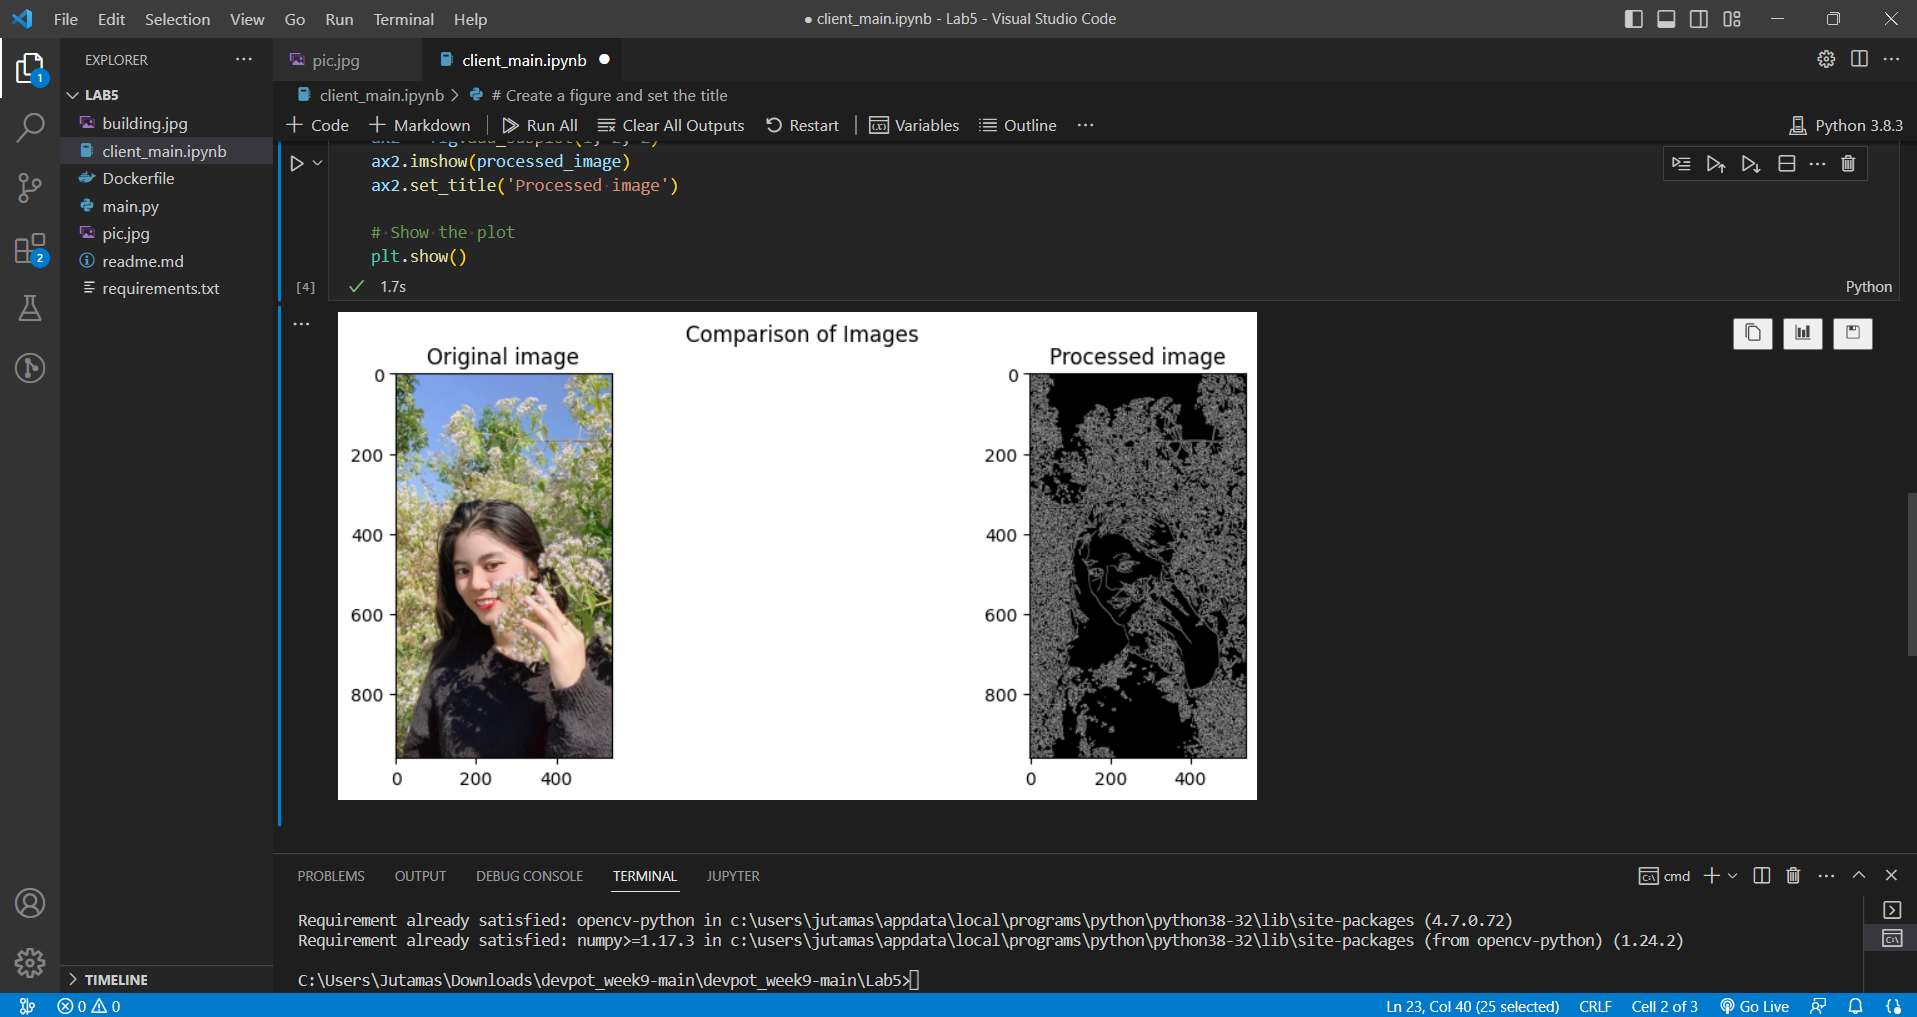 File Edit Selection View Go Run Terminal Help
● client_main.ipynb - Lab5 - Visual Studio Code
EXPLORER
pic.jpg
client_main.ipynb
LAB5
building.jpg
client_main.ipynb
Dockerfile
main.py
pic.jpg
readme.md
requirements.txt
TIMELINE
1
2
client_main.ipynb > # Create a figure and set the title
+ Code + Markdown Run All Clear All Outputs Restart Variables Outline
Python 3.8.3
ax2 = fig.add_subplot(1, 2, 2)
ax2.imshow(processed_image)
ax2.set_title('Processed image')
# Show the plot
plt.show()
[4] 1.7s Python
Comparison of Images
Original image
Processed image
0
200
400
600
800
0 200 400
0
200
400
600
800
0 200 400
PROBLEMS OUTPUT DEBUG CONSOLE TERMINAL JUPYTER
cmd
Requirement already satisfied: opencv-python in c:\users\jutamas\appdata\local\programs\python\python38-32\lib\site-packages (4.7.0.72)
Requirement already satisfied: numpy>=1.17.3 in c:\users\jutamas\appdata\local\programs\python\python38-32\lib\site-packages (from opencv-python) (1.24.2)
C:\Users\Jutamas\Downloads\devpot_week9-main\devpot_week9-main\Lab5>
0 0
Ln 23, Col 40 (25 selected) CRLF Cell 2 of 3 Go Live